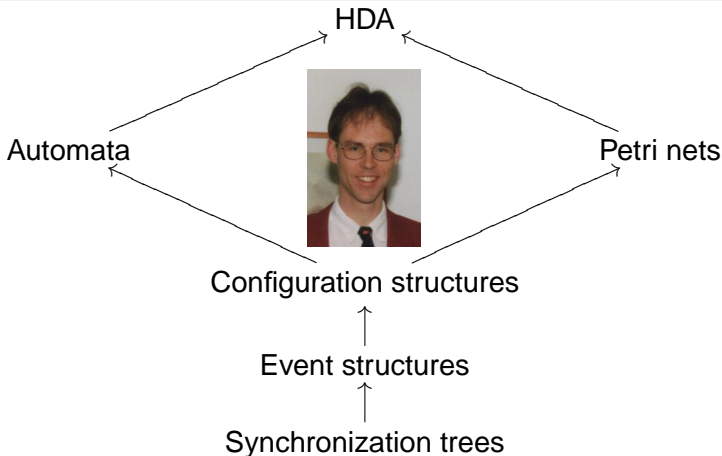 HDA
Automata
Petri nets
Configuration structures
Event structures
Synchronization trees